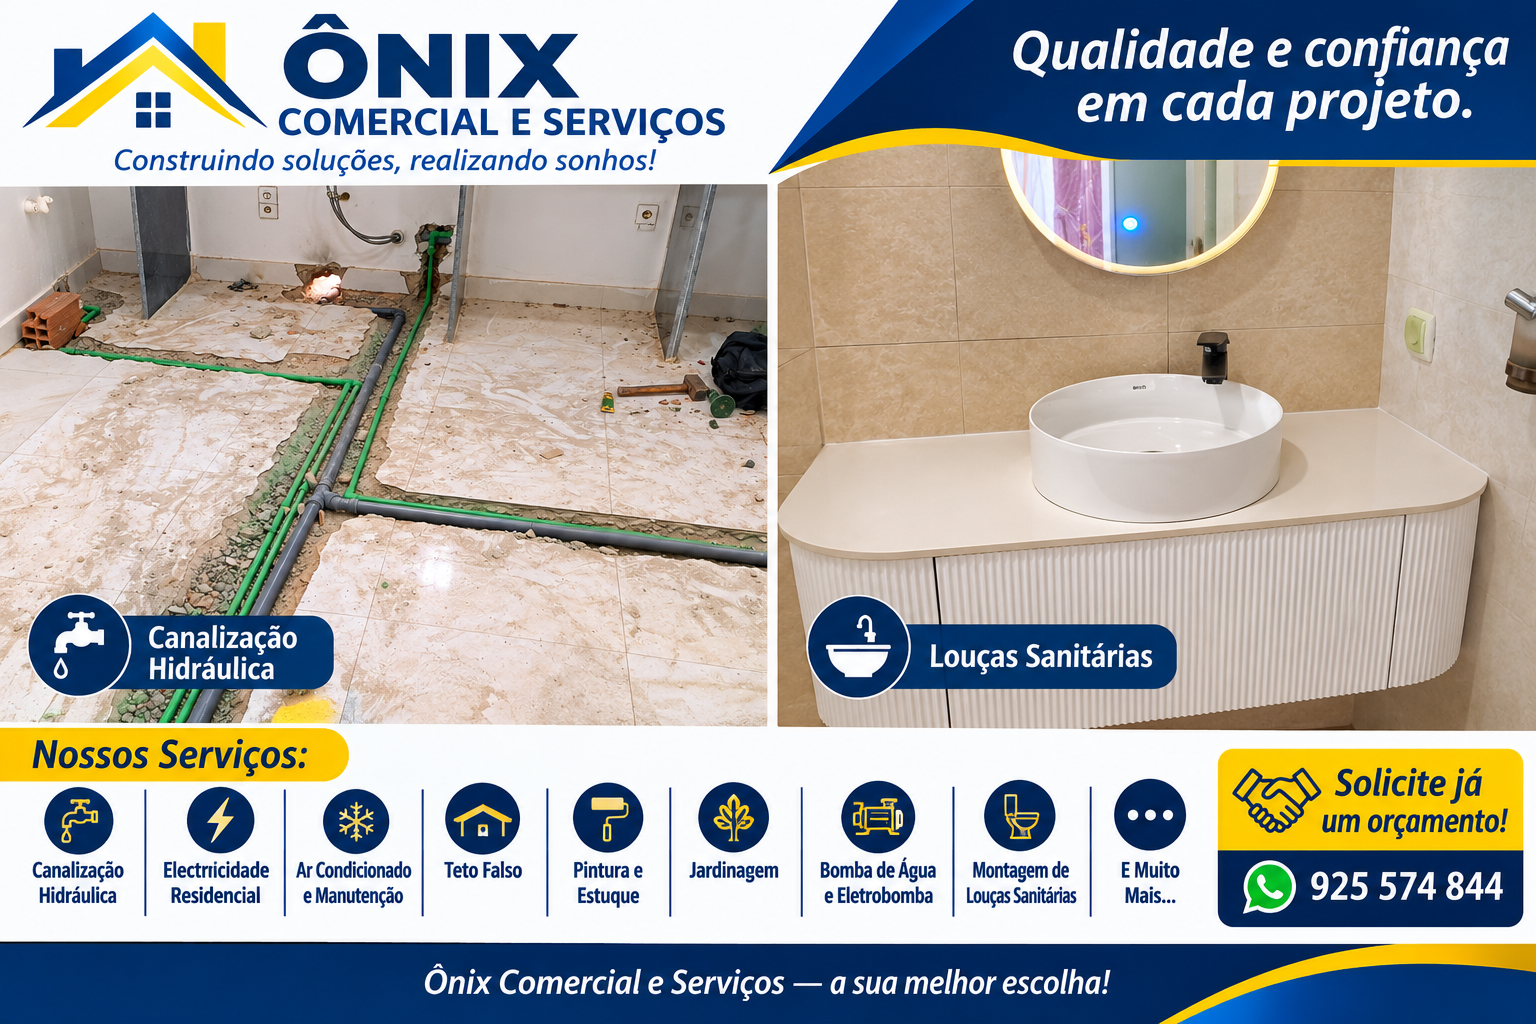 ÔNIX
COMERCIAL E SERVIÇOS
Construindo soluções, realizando sonhos!
Qualidade e confiança
em cada projeto.
Canalização
Hidráulica
Louças Sanitárias
Nossos Serviços:
Canalização
Hidráulica
Electricidade
Residencial
Ar Condicionado
e Manutenção
Teto Falso
Pintura e
Estuque
Jardinagem
Bomba de Água
e Eletrobomba
Montagem de
Louças Sanitárias
E Muito
Mais...
Solicite já
um orçamento!
925 574 844
Ônix Comercial e Serviços — a sua melhor escolha!